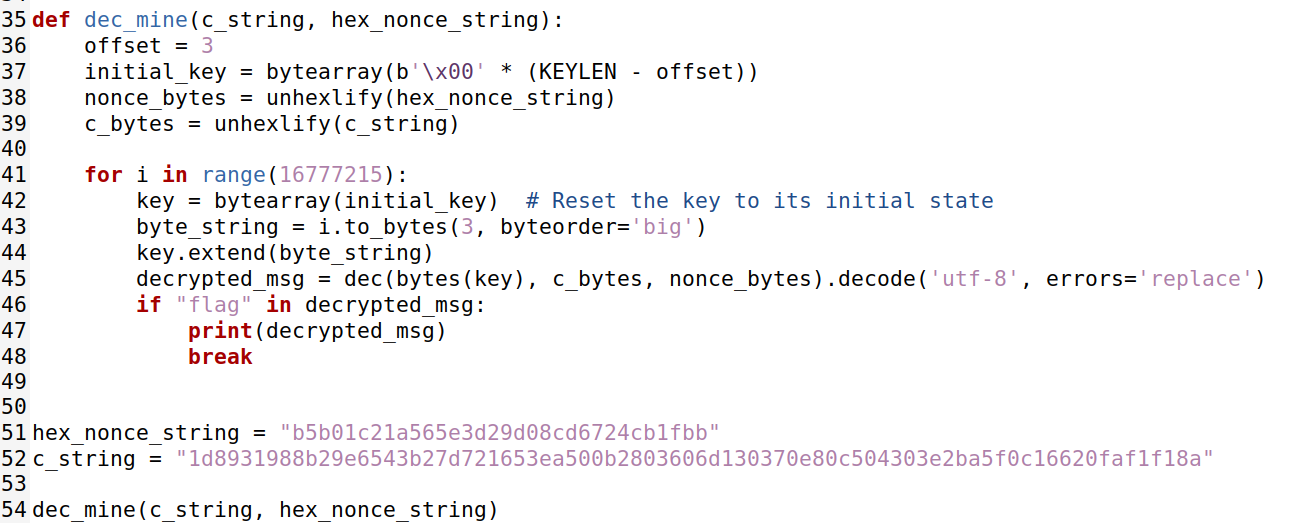 35 def dec_mine(c_string, hex_nonce_string):
36     offset = 3
37     initial_key = bytearray(b'\x00' * (KEYLEN - offset))
38     nonce_bytes = unhexlify(hex_nonce_string)
39     c_bytes = unhexlify(c_string)
40
41     for i in range(16777215):
42         key = bytearray(initial_key)  # Reset the key to its initial state
43         byte_string = i.to_bytes(3, byteorder='big')
44         key.extend(byte_string)
45         decrypted_msg = dec(bytes(key), c_bytes, nonce_bytes).decode('utf-8', errors='replace')
46         if "flag" in decrypted_msg:
47             print(decrypted_msg)
48             break
49
50
51 hex_nonce_string = "b5b01c21a565e3d29d08cd6724cb1fbb"
52 c_string = "1d8931988b29e6543b27d721653ea500b2803606d130370e80c504303e2ba5f0c16620faf1f18a"
53
54 dec_mine(c_string, hex_nonce_string)